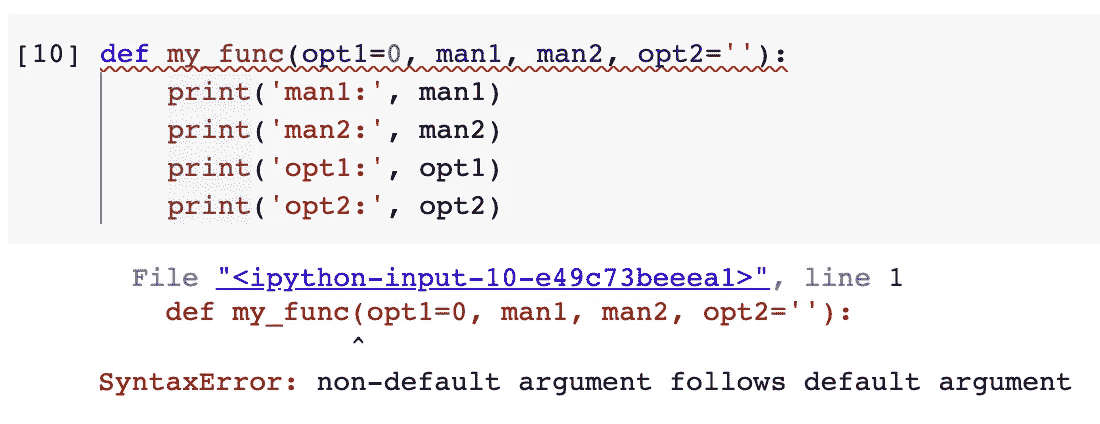 [10] def my_func(opt1=0, man1, man2, opt2=''):
print('man1:', man1)
print('man2:', man2)
print('opt1:', opt1)
print('opt2:', opt2)
File "<ipython-input-10-e49c73beeea1>", line 1
def my_func(opt1=0, man1, man2, opt2=''):
^
SyntaxError: non-default argument follows default argument